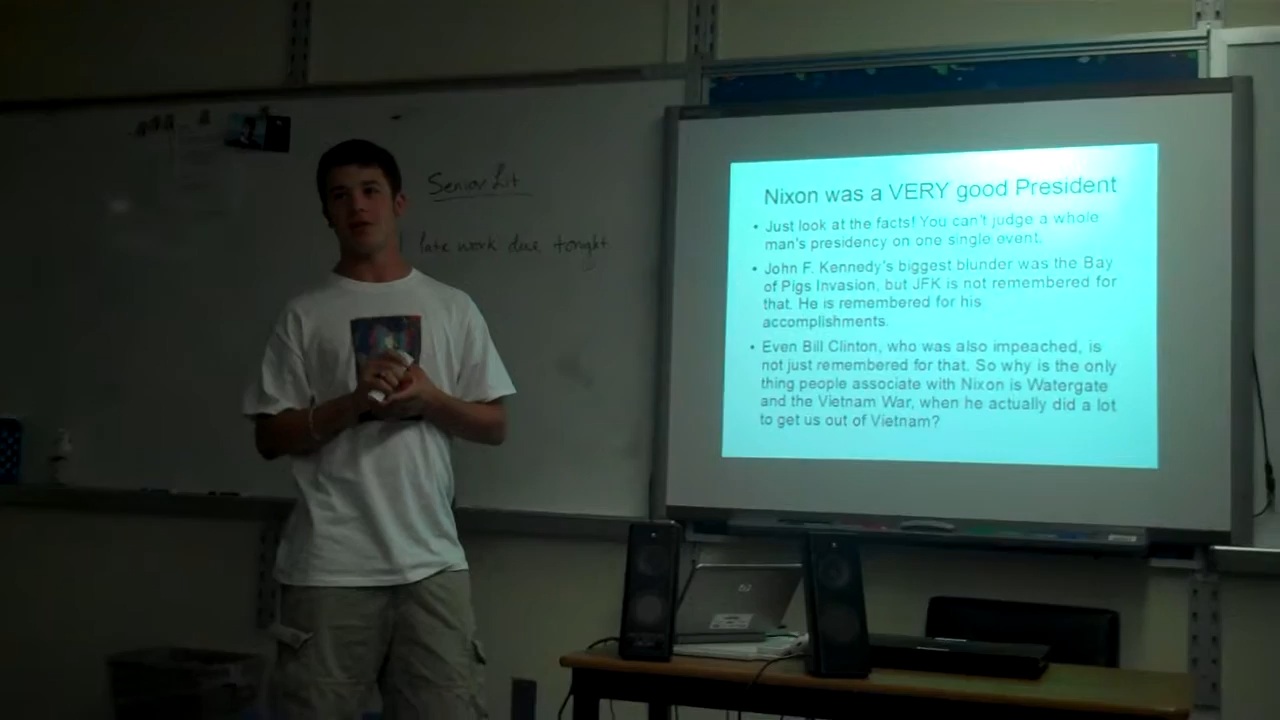 Senior Lit
late work due tonight
Nixon was a VERY good President
• Just look at the facts! You can't judge a whole
man's presidency on one single event.
• John F. Kennedy's biggest blunder was the Bay
of Pigs Invasion, but JFK is not remembered for
that. He is remembered for his
accomplishments.
• Even Bill Clinton, who was also impeached, is
not just remembered for that. So why is the only
thing people associate with Nixon is Watergate
and the Vietnam War, when he actually did a lot
to get us out of Vietnam?
hp